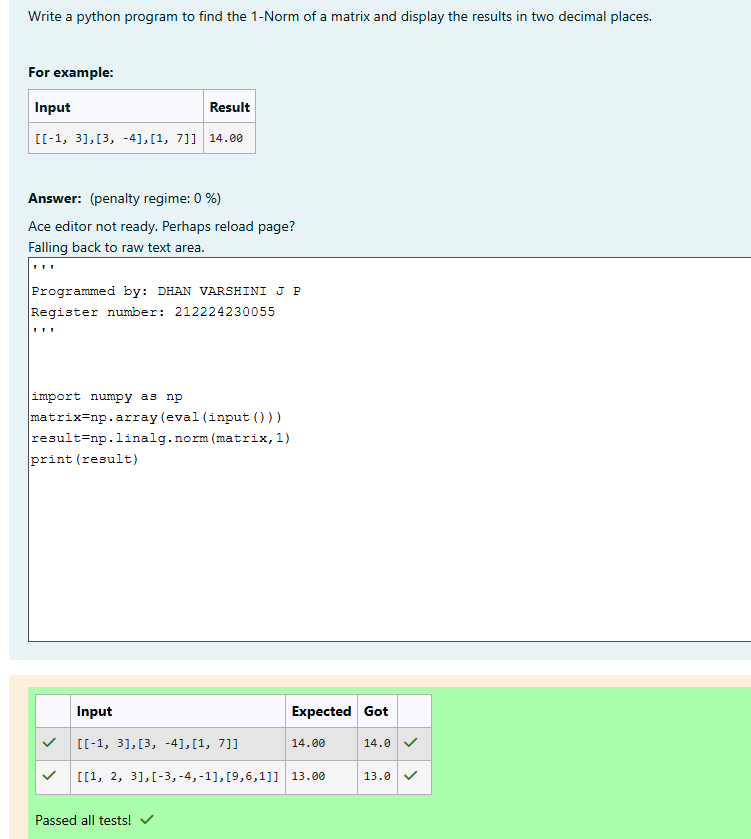 Write a python program to find the 1-Norm of a matrix and display the results in two decimal places.
For example:
Input Result
[[-1, 3],[3, -4],[1, 7]] 14.00
Answer: (penalty regime: 0 %)
Ace editor not ready. Perhaps reload page?
Falling back to raw text area.
'''
Programmed by: DHAN VARSHINI J P
Register number: 212224230055
'''
import numpy as np
matrix=np.array(eval(input()))
result=np.linalg.norm(matrix,1)
print(result)
Input Expected Got
[[-1, 3],[3, -4],[1, 7]] 14.00 14.0
[[1, 2, 3],[-3,-4,-1],[9,6,1]] 13.00 13.0
Passed all tests!